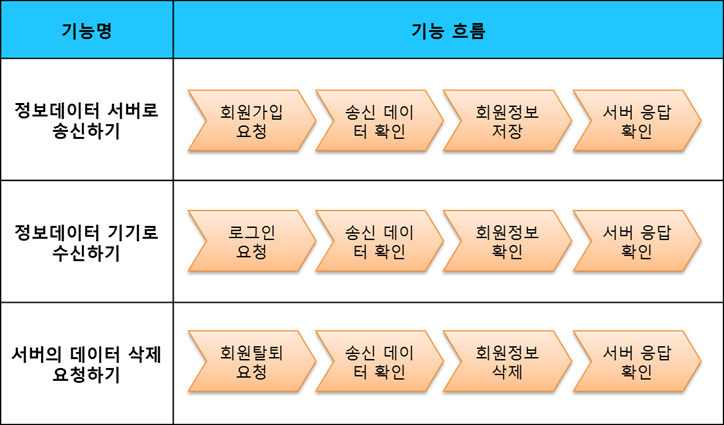 기능명
기능 흐름
정보데이터 서버로
송신하기
회원가입
요청
송신 데이
터 확인
회원정보
저장
서버 응답
확인
정보데이터 기기로
수신하기
로그인
요청
송신 데이
터 확인
회원정보
확인
서버 응답
확인
서버의 데이터 삭제
요청하기
회원탈퇴
요청
송신 데이
터 확인
회원정보
삭제
서버 응답
확인